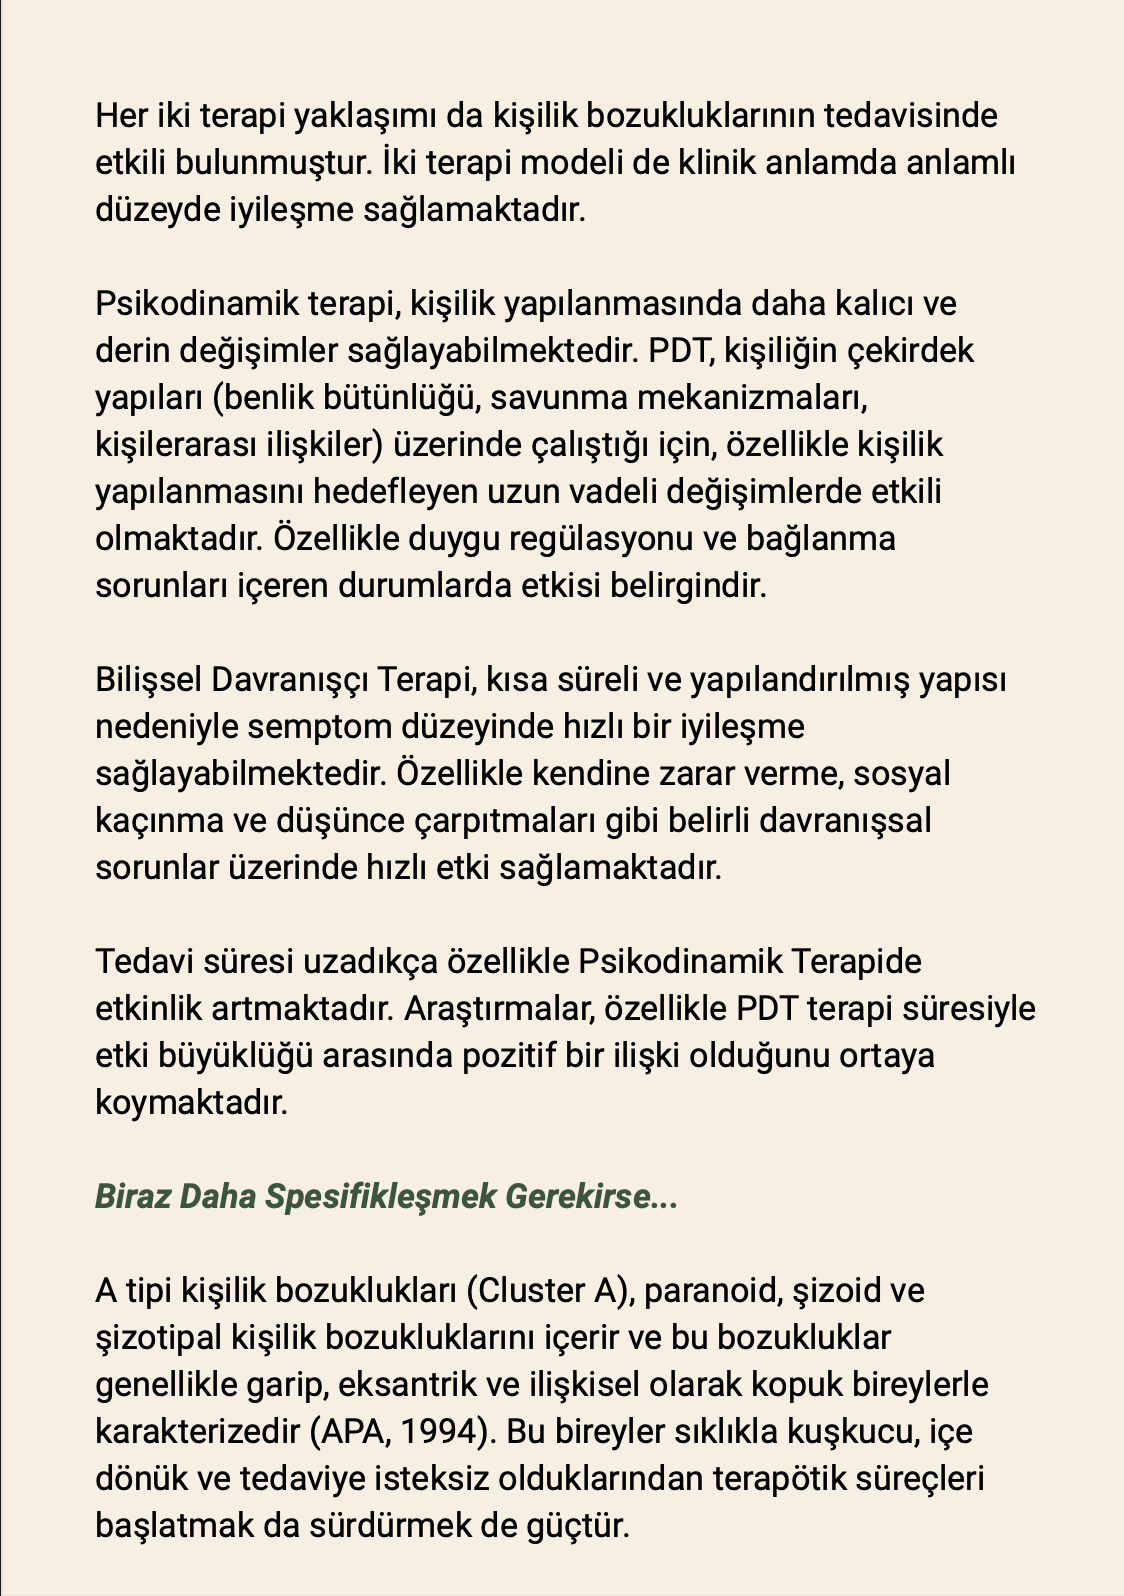 Her iki terapi yaklaşımı da kişilik bozukluklarının tedavisinde
etkili bulunmuştur. İki terapi modeli de klinik anlamda anlamlı
düzeyde iyileşme sağlamaktadır.
Psikodinamik terapi, kişilik yapılanmasında daha kalıcı ve
derin değişimler sağlayabilmektedir. PDT, kişiliğin çekirdek
yapıları (benlik bütünlüğü, savunma mekanizmaları,
kişilerarası ilişkiler) üzerinde çalıştığı için, özellikle kişilik
yapılanmasını hedefleyen uzun vadeli değişimlerde etkili
olmaktadır. Özellikle duygu regülasyonu ve bağlanma
sorunları içeren durumlarda etkisi belirgindir.
Bilişsel Davranışçı Terapi, kısa süreli ve yapılandırılmış yapısı
nedeniyle semptom düzeyinde hızlı bir iyileşme
sağlayabilmektedir. Özellikle kendine zarar verme, sosyal
kaçınma ve düşünce çarpıtmaları gibi belirli davranışsal
sorunlar üzerinde hızlı etki sağlamaktadır.
Tedavi süresi uzadıkça özellikle Psikodinamik Terapide
etkinlik artmaktadır. Araştırmalar, özellikle PDT terapi süresiyle
etki büyüklüğü arasında pozitif bir ilişki olduğunu ortaya
koymaktadır.
Biraz Daha Spesifikleşmek Gerekirse...
A tipi kişilik bozuklukları (Cluster A), paranoid, şizoid ve
şizotipal kişilik bozukluklarını içerir ve bu bozukluklar
genellikle garip, eksantrik ve ilişkisel olarak kopuk bireylerle
karakterizedir (APA, 1994). Bu bireyler sıklıkla kuşkucu, içe
dönük ve tedaviye isteksiz olduklarından terapötik süreçleri
başlatmak da sürdürmek de güçtür.